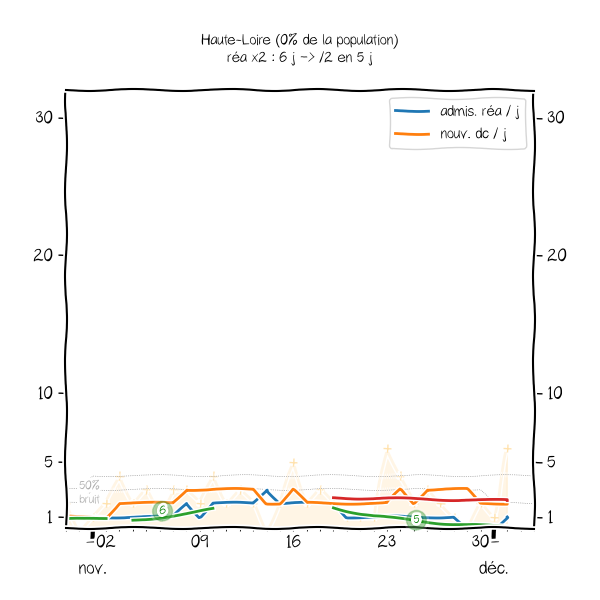 Haute-Loire (0% de la population)
réa x2 : 6 j -> /2 en 5 j
admis. réa / j
nouv. dc / j
30 30
20 20
10 10
5 5
50%
bruit
6
5
1 1
02 09 16 23 30
nov. déc.